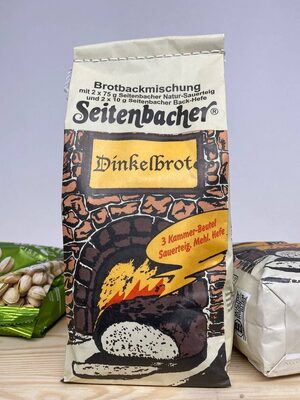 Brotbackmischung
mit 2 x 75 g Seitenbacher Natur-Sauerteig
und 2 x 10 g Seitenbacher Back-Hefe
Seitenbacher®
Dinkelbrote
3 Kammer-Beutel
Sauerteig, Mehl, Hefe